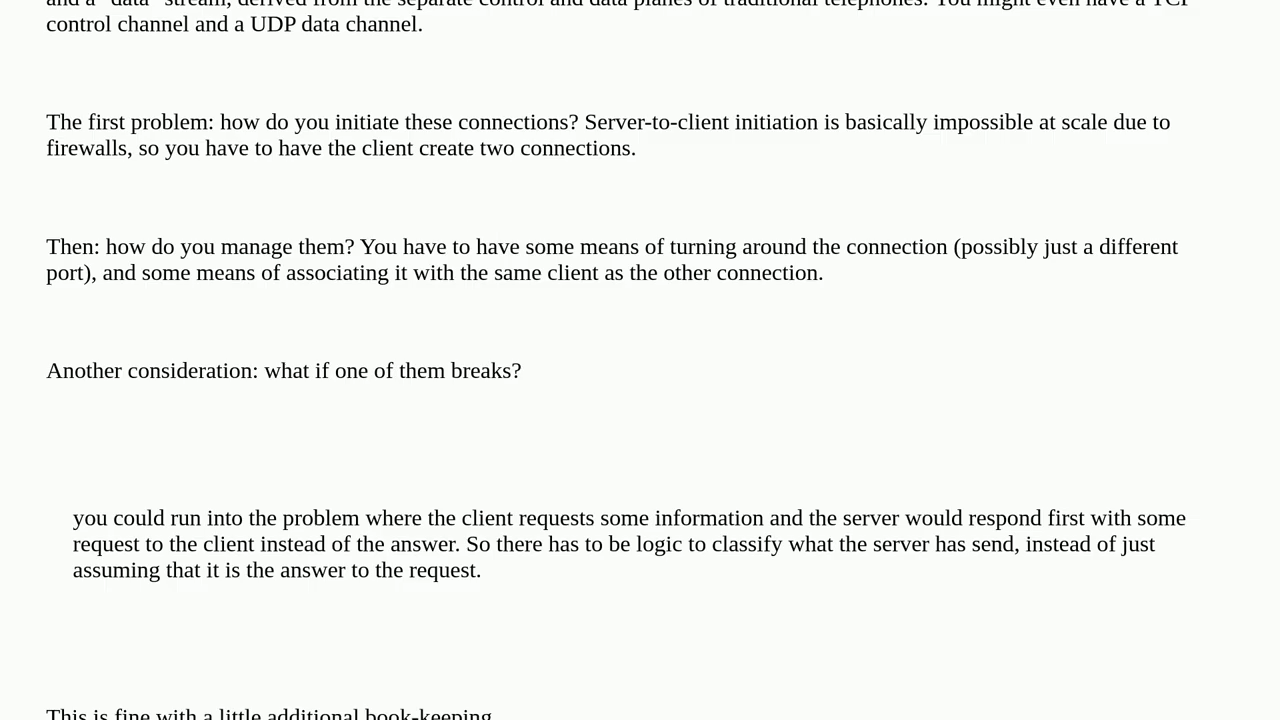 and a "data" stream, derived from the separate control and data planes of traditional telephones. You might even have a TCP
control channel and a UDP data channel.
The first problem: how do you initiate these connections? Server-to-client initiation is basically impossible at scale due to
firewalls, so you have to have the client create two connections.
Then: how do you manage them? You have to have some means of turning around the connection (possibly just a different
port), and some means of associating it with the same client as the other connection.
Another consideration: what if one of them breaks?
you could run into the problem where the client requests some information and the server would respond first with some
request to the client instead of the answer. So there has to be logic to classify what the server has send, instead of just
assuming that it is the answer to the request.
This is fine with a little additional book-keeping.